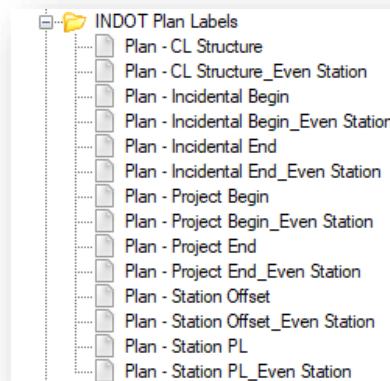 INDOT Plan Labels
Plan - CL Structure
Plan - CL Structure_Even Station
Plan - Incidental Begin
Plan - Incidental Begin_Even Station
Plan - Incidental End
Plan - Incidental End_Even Station
Plan - Project Begin
Plan - Project Begin_Even Station
Plan - Project End
Plan - Project End_Even Station
Plan - Station Offset
Plan - Station Offset_Even Station
Plan - Station PL
Plan - Station PL_Even Station